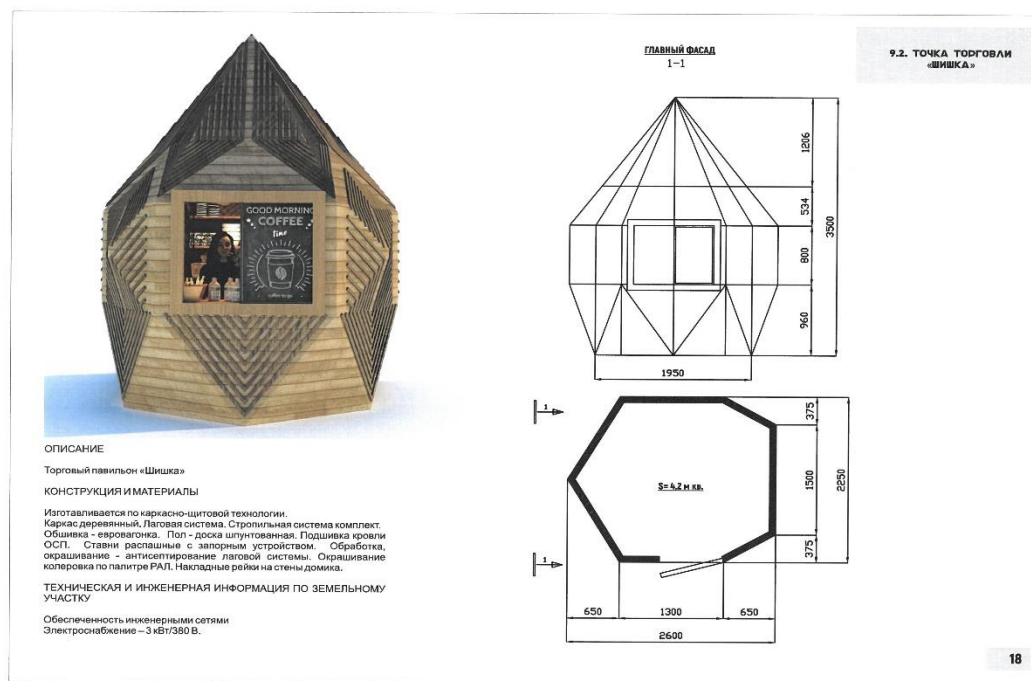 9.2. ТОЧКА ТОРГОВЛИ
«ШИШКА»
GOOD MORNING
COFFEE
time
ОПИСАНИЕ
Торговый павильон «Шишка»
КОНСТРУКЦИЯ И МАТЕРИАЛЫ
Изготавливается по каркасно-щитовой технологии.
Каркас деревянный. Лаговая система. Стропильная система комплект.
Обшивка - евровагонка. Пол - доска шпунтованная. Подшивка кровли
ОСП. Ставни распашные с запорным устройством. Обработка,
окрашивание - антисептирование лаговой системы. Окрашивание
колеровка по палитре РАЛ. Накладные рейки на стены домика.
ТЕХНИЧЕСКАЯ И ИНЖЕНЕРНАЯ ИНФОРМАЦИЯ ПО ЗЕМЕЛЬНОМУ
УЧАСТКУ
Обеспеченность инженерными сетями
Электроснабжение – 3 кВт/380 В.
ГЛАВНЫЙ ФАСАД
1–1
1206
534
800
960
3500
1950
1
1
S= 4,2 м кв.
375
1500
375
2250
650
1300
650
2600
18